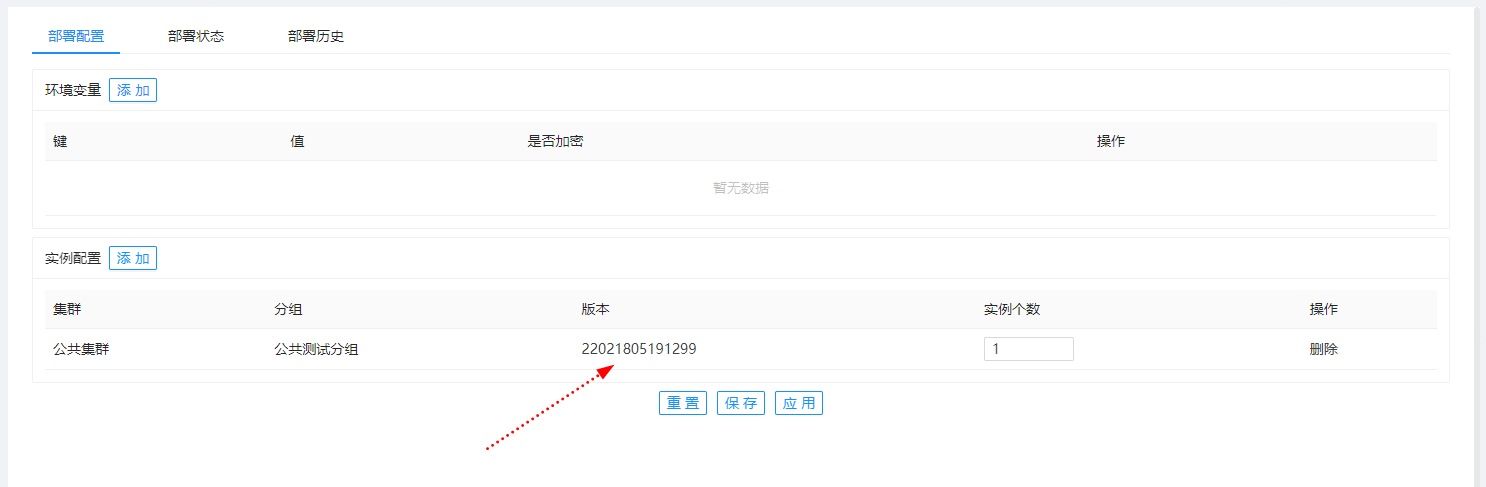 部署配置 部署状态 部署历史
环境变量 添 加
键 值 是否加密 操作
暂无数据
实例配置 添 加
集群 分组 版本 实例个数 操作
公共集群 公共测试分组 22021805191299 1 删除
重 置 保 存 应 用